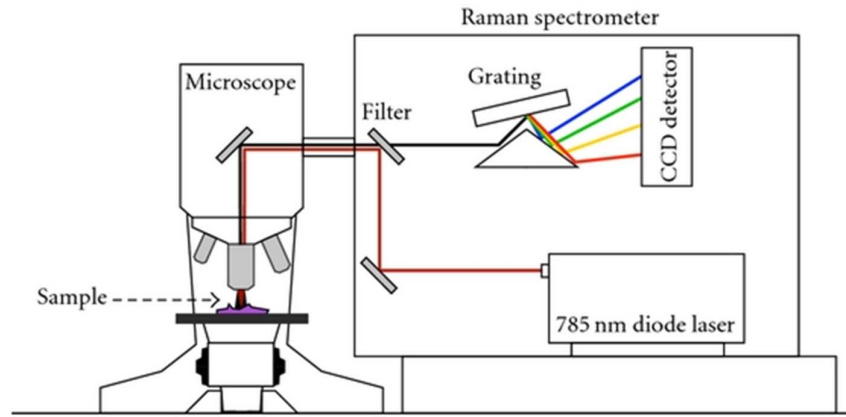 Raman spectrometer
Microscope
Filter
Grating
CCD detector
Sample
785 nm diode laser